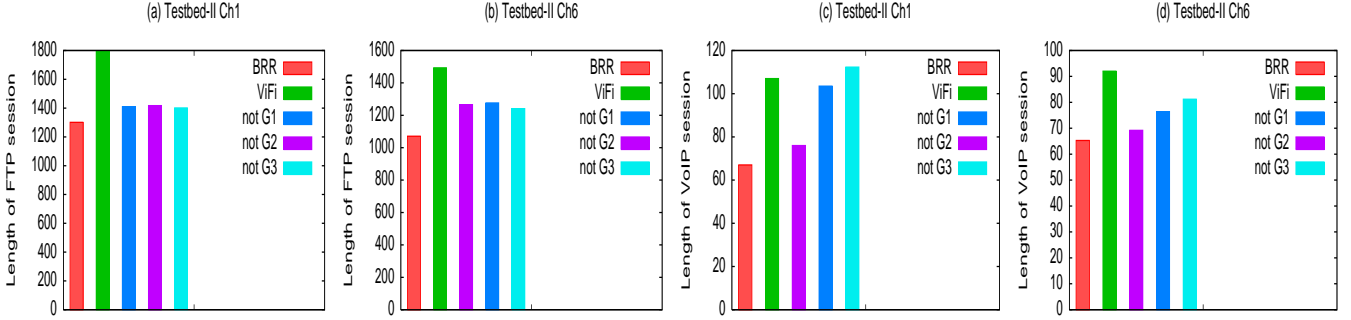 (a) Testbed-II Ch1
Length of FTP session
1800
1600
1400
1200
1000
800
600
400
200
0
BRR
ViFi
not G1
not G2
not G3
(b) Testbed-II Ch6
Length of FTP session
1600
1400
1200
1000
800
600
400
200
0
BRR
ViFi
not G1
not G2
not G3
(c) Testbed-II Ch1
Length of VoIP session
120
100
80
60
40
20
0
BRR
ViFi
not G1
not G2
not G3
(d) Testbed-II Ch6
Length of VoIP session
100
90
80
70
60
50
40
30
20
10
0
BRR
ViFi
not G1
not G2
not G3